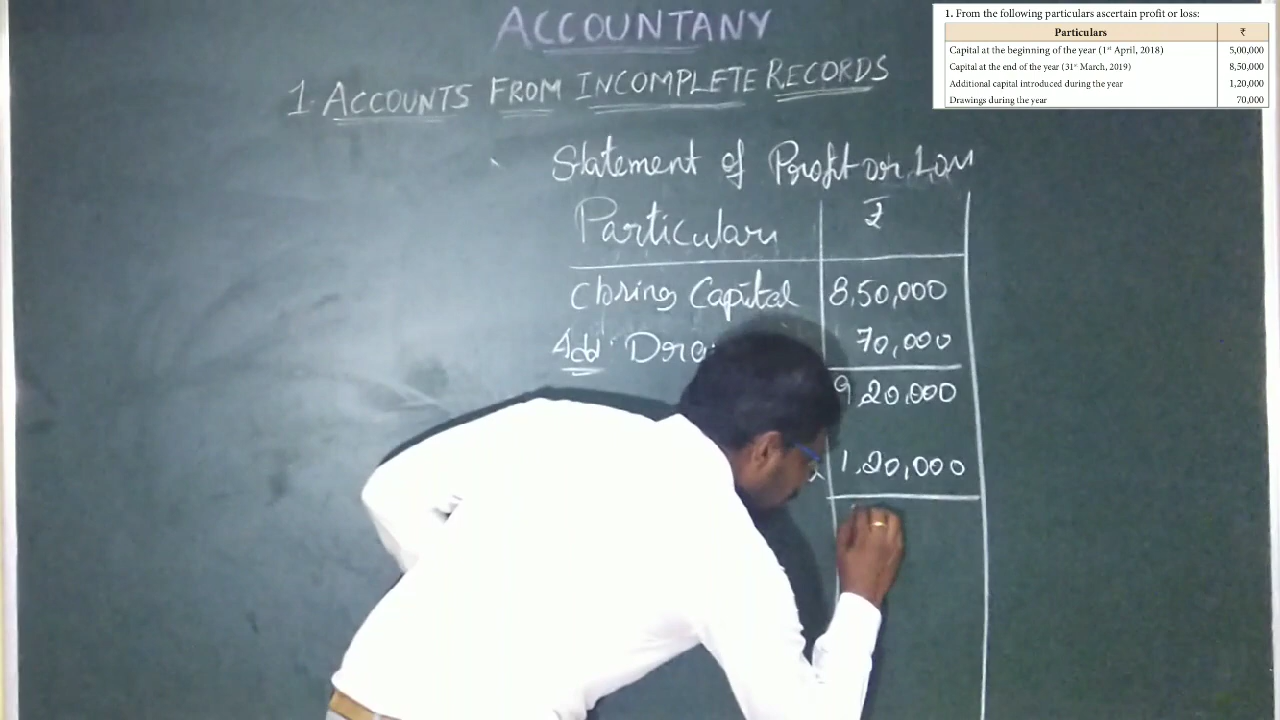 ACCOUNTANY
1. ACCOUNTS FROM INCOMPLETE RECORDS
1. From the following particulars ascertain profit or loss:
Particulars ₹
Capital at the beginning of the year (1st April, 2018) 5,00,000
Capital at the end of the year (31st March, 2019) 8,50,000
Additional capital introduced during the year 1,20,000
Drawings during the year 70,000
Statement of Profit or Loss
Particulars ₹
Closing Capital 8,50,000
Add: Dra 70,000
9,20,000
1,20,000